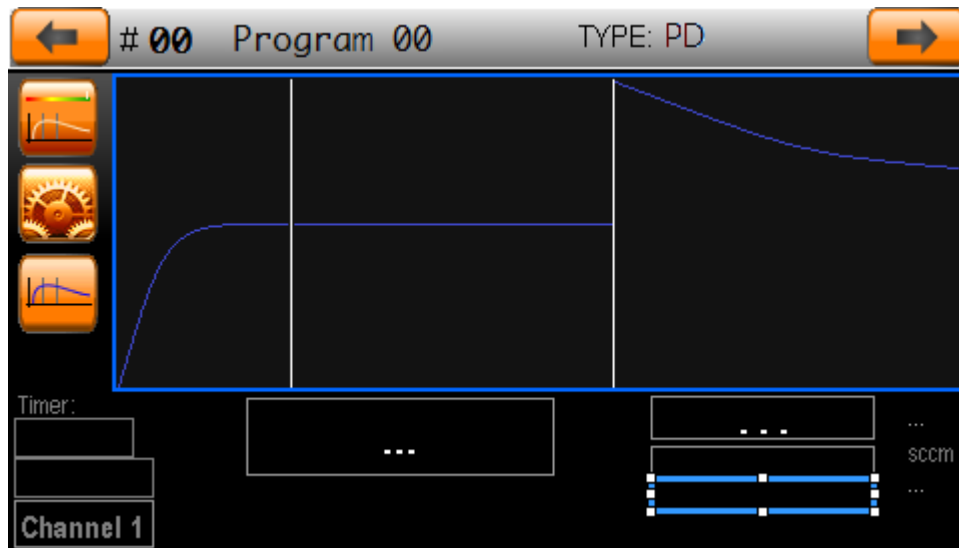 # 00 Program 00 TYPE: PD
Timer:
...
... ...
sccm
...
Channel 1